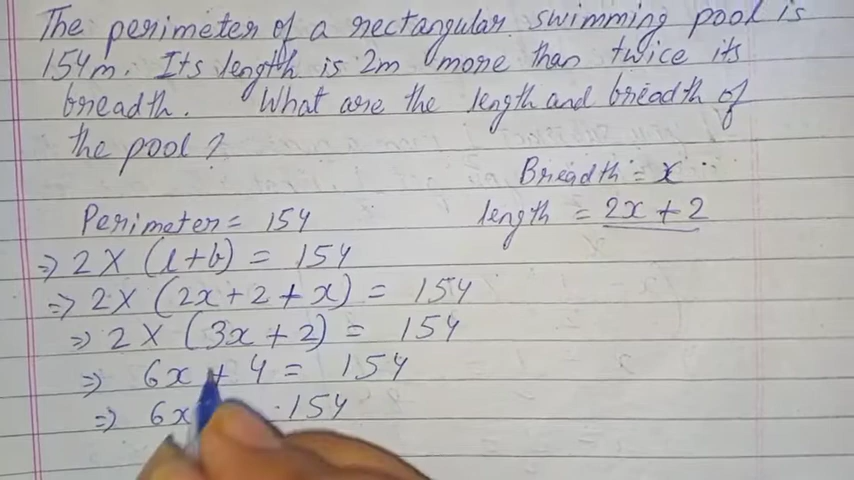 The perimeter of a rectangular swimming pool is
154m. Its length is 2m more than twice its
breadth. What are the length and breadth of
the pool?
Breadth = x
length = 2x + 2
Perimeter = 154
⇒ 2 × (l+b) = 154
⇒ 2 × (2x + 2 + x) = 154
⇒ 2 × (3x + 2) = 154
⇒ 6x + 4 = 154
⇒ 6x 154